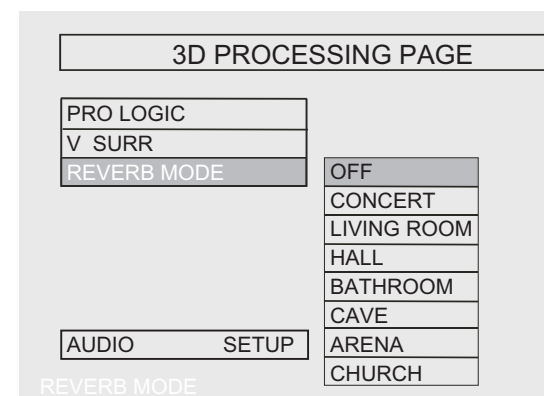 3D PROCESSING PAGE
PRO LOGIC
V SURR
REVERB MODE
OFF
CONCERT
LIVING ROOM
HALL
BATHROOM
CAVE
ARENA
CHURCH
AUDIO SETUP
REVERB MODE